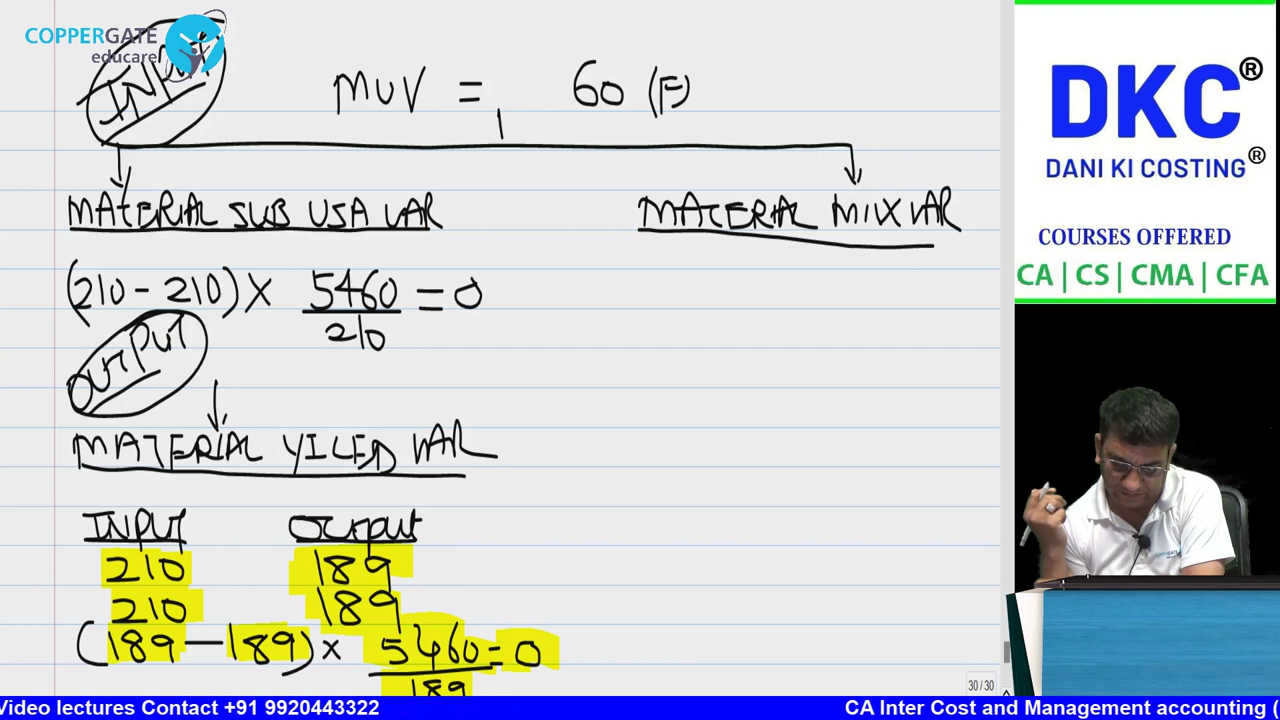 COPPERGATE
educare
INPUT
MUV = 60 (F)
MATERIAL SUB USA VAR
MATERIAL MIX VAR
(210 - 210) X 5460 = 0
210
OUTPUT
MATERIAL YILED VAR
INPUT OUTPUT
210 189
210 189
(189 - 189) X 5460 = 0
189
30 / 30
DKC®
DANI KI COSTING®
COURSES OFFERED
CA | CS | CMA | CFA
Video lectures Contact +91 9920443322
CA Inter Cost and Management accounting (